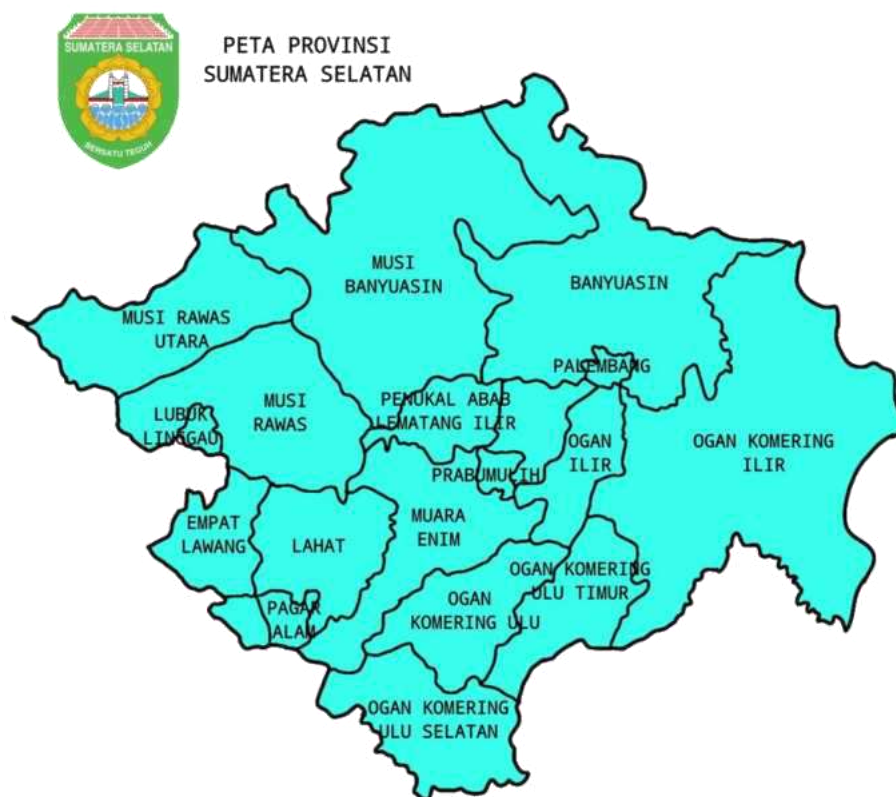 SUMATERA SELATAN
BERSATU TEGUH
PETA PROVINSI
SUMATERA SELATAN
MUSI
BANYUASIN
BANYUASIN
MUSI RAWAS
UTARA
PALEMBANG
LUBUK
LINGGAU
MUSI
RAWAS
PENUKAL ABAB
LEMATANG ILIR
OGAN
ILIR
OGAN KOMERING
ILIR
PRABUMULIH
EMPAT
LAWANG
LAHAT
MUARA
ENIM
OGAN KOMERING
ULU TIMUR
PAGAR
ALAM
OGAN
KOMERING ULU
OGAN KOMERING
ULU SELATAN